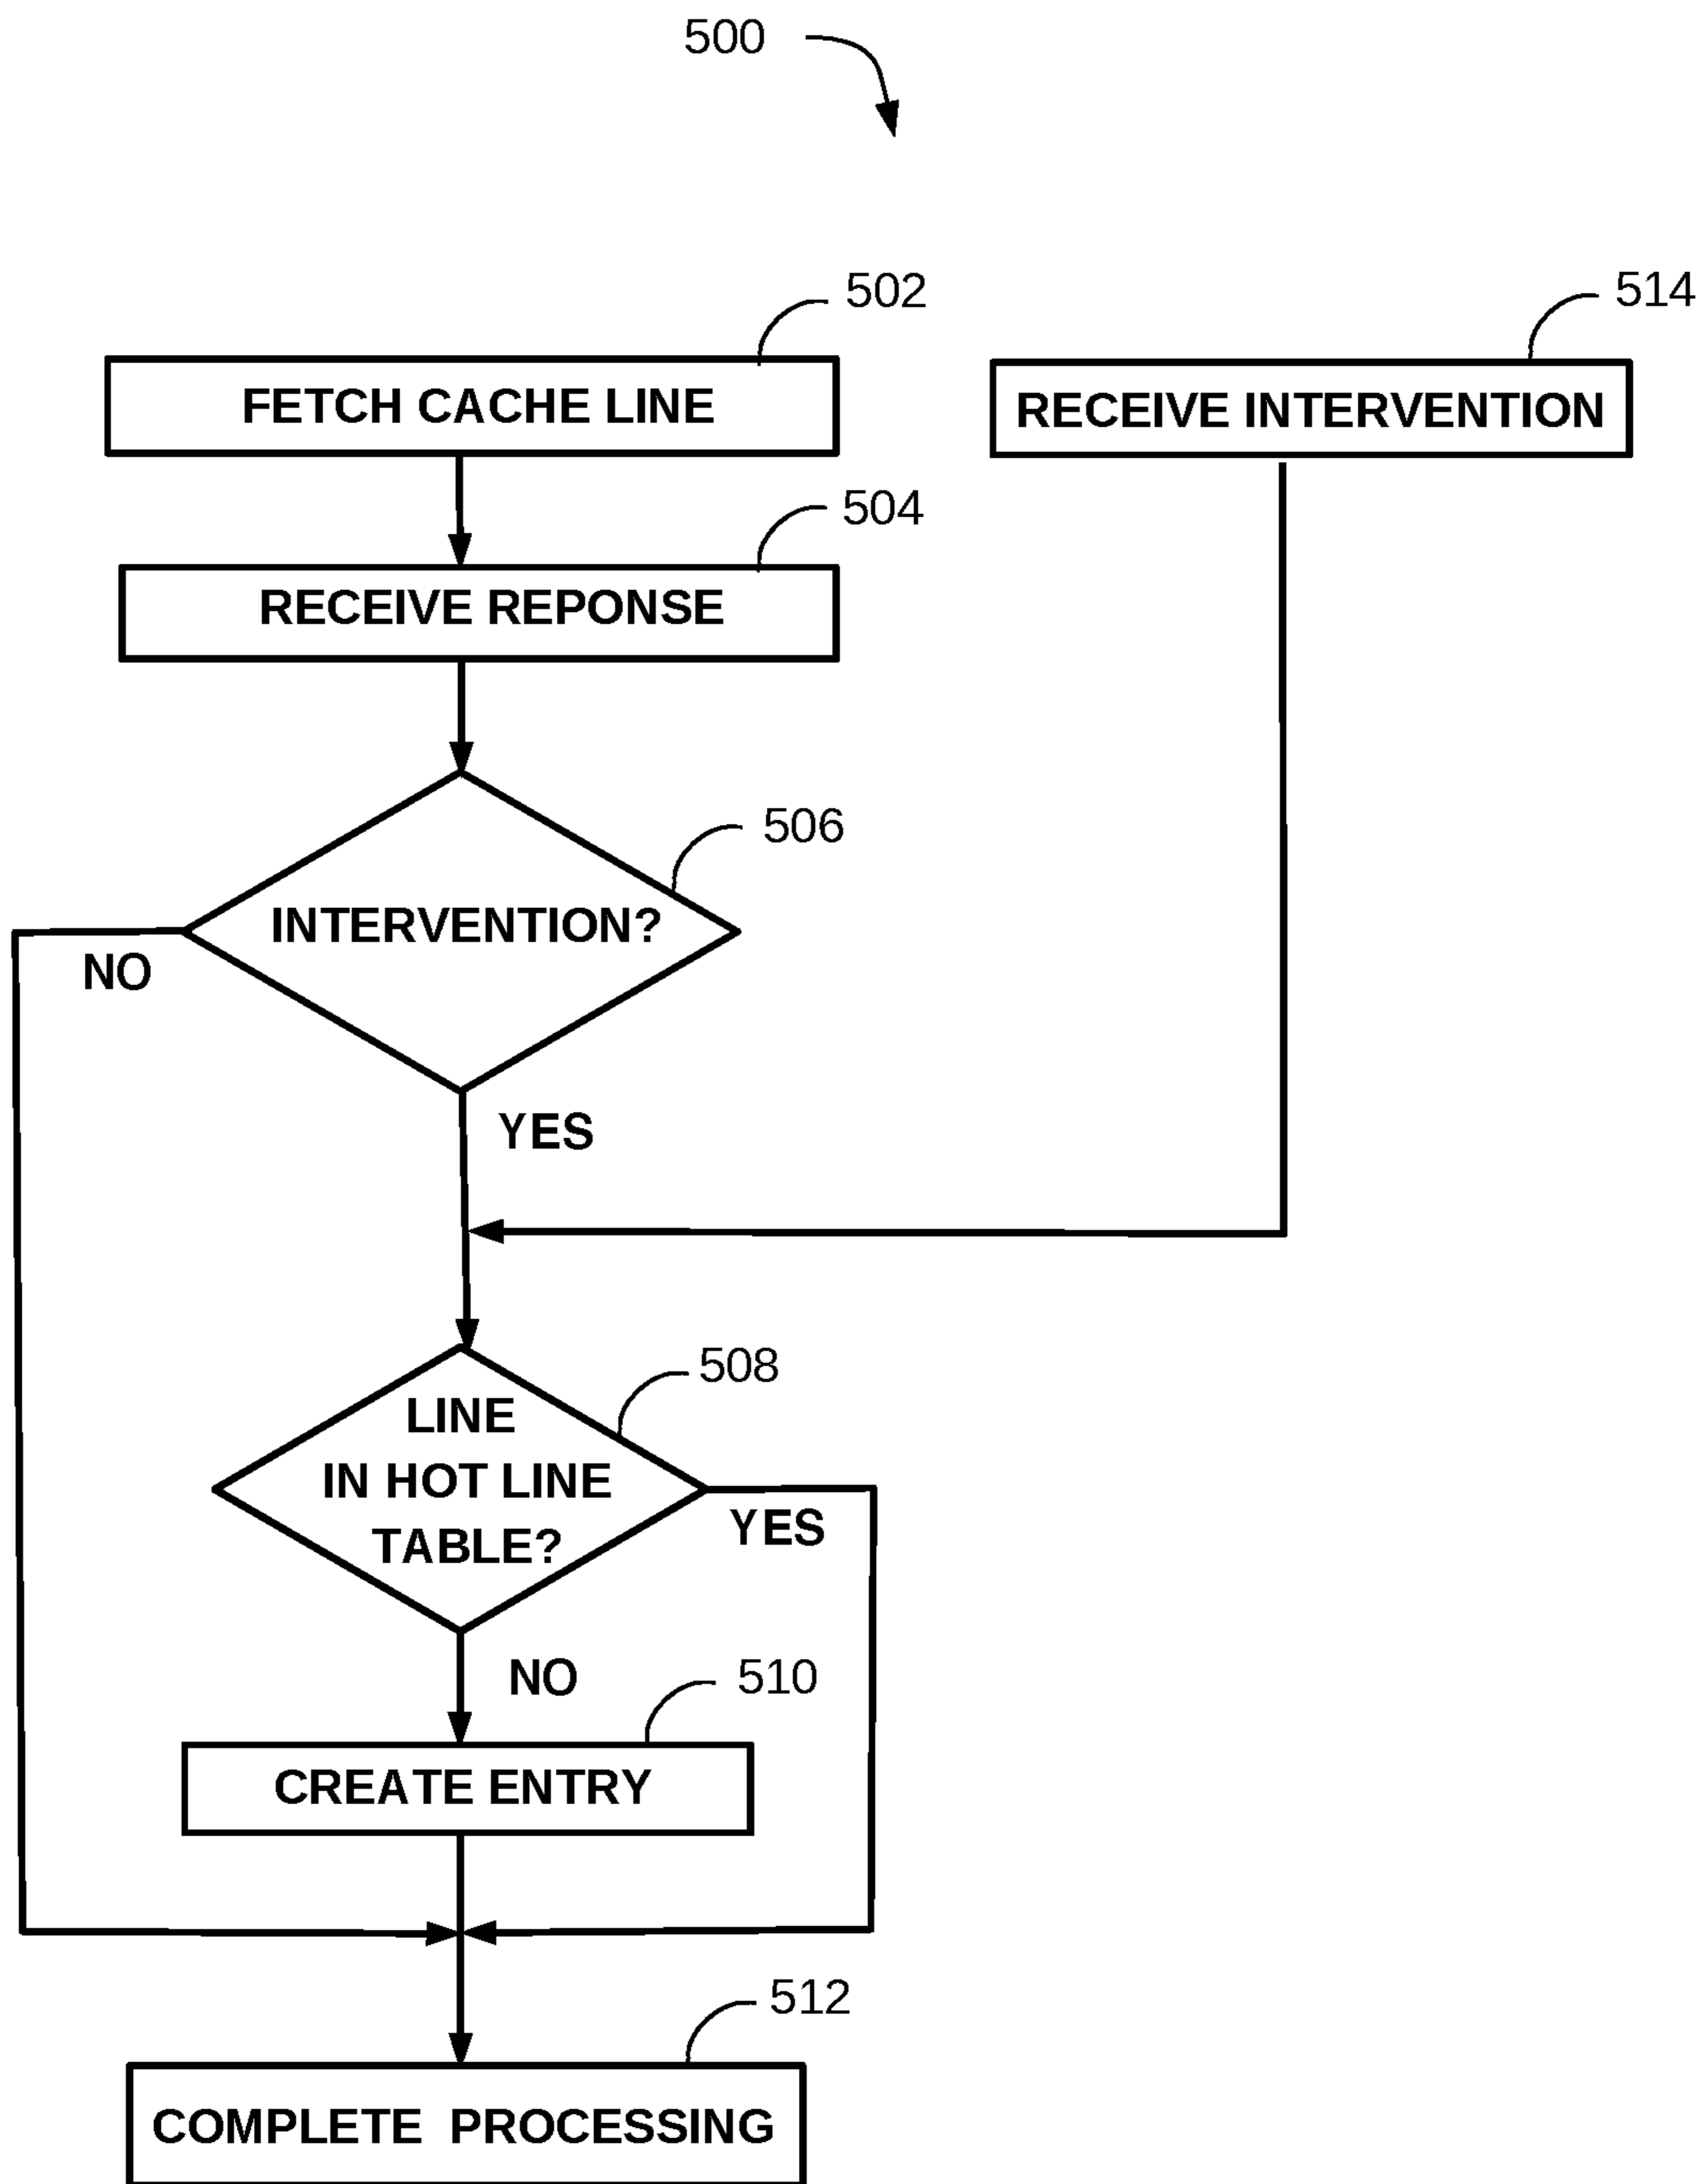 500
502
514
FETCH CACHE LINE
RECEIVE INTERVENTION
504
RECEIVE REPONSE
506
INTERVENTION?
NO
YES
508
LINE
IN HOT LINE
TABLE?
YES
NO
510
CREATE ENTRY
512
COMPLETE PROCESSING